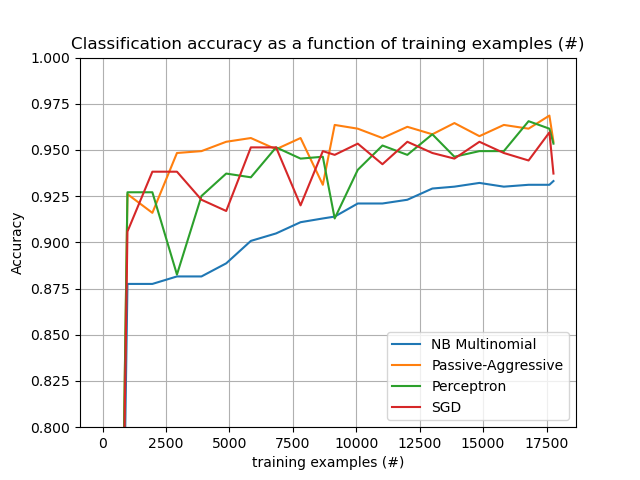 Classification accuracy as a function of training examples (#)
1.000
0.975
0.950
0.925
0.900
0.875
0.850
0.825
0.800
Accuracy
NB Multinomial
Passive-Aggressive
Perceptron
SGD
0 2500 5000 7500 10000 12500 15000 17500
training examples (#)